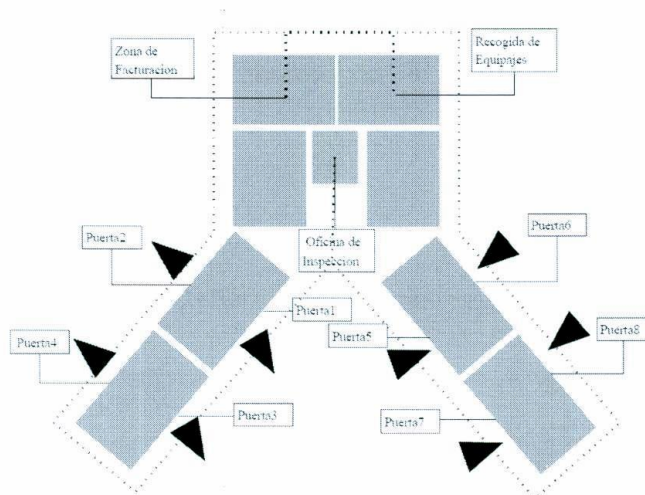 Zona de
Facturacion
Recogida de
Equipajes
Puerta2
Oficina de
Inspeccion
Puerta6
Puerta1
Puerta4
Puerta5
Puerta8
Puerta3
Puerta7